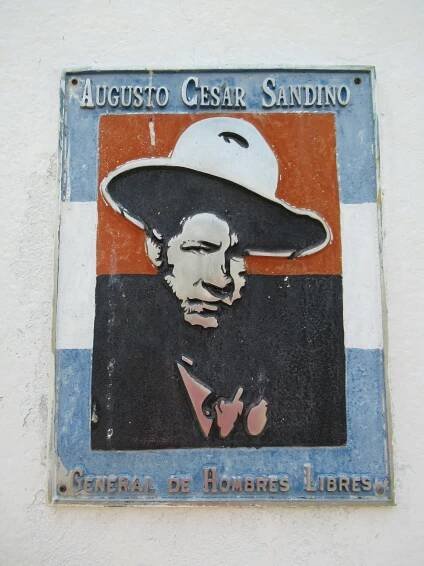 AUGUSTO CESAR SANDINO
GENERAL DE HOMBRES LIBRES